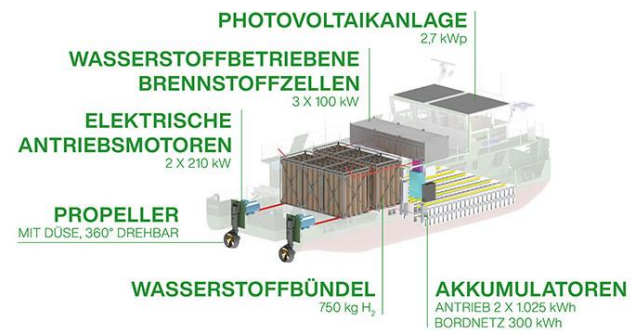 PHOTOVOLTAIKANLAGE
2,7 kWp
WASSERSTOFFBETRIEBENE
BRENNSTOFFZELLEN
3 X 100 kW
ELEKTRISCHE
ANTRIEBSMOTOREN
2 X 210 kW
PROPELLER
MIT DÜSE, 360° DREHBAR
WASSERSTOFFBÜNDEL
750 kg H₂
AKKUMULATOREN
ANTRIEB 2 X 1.025 kWh
BORDNETZ 300 kWh